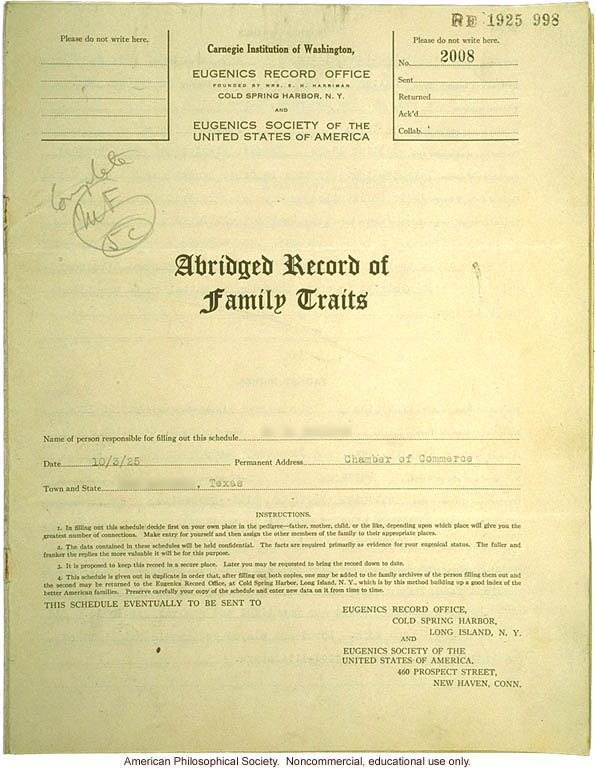 RE 1925 998
Please do not write here.
Carnegie Institution of Washington,
EUGENICS RECORD OFFICE
FOUNDED BY MRS. E. H. HARRIMAN
COLD SPRING HARBOR, N. Y.
AND
EUGENICS SOCIETY OF THE
UNITED STATES OF AMERICA
Please do not write here.
No. 2008
Sent
Returned
Ack'd
Collab.
Complete
5C
Abridged Record of
Family Traits
Name of person responsible for filling out this schedule
Date 10/3/25 Permanent Address Chamber of Commerce
Town and State , Texas
INSTRUCTIONS.
1. In filling out this schedule decide first on your own place in the pedigree—father, mother, child, or the like, depending upon which place will give you the
greatest number of connections. Make entry for yourself and then assign the other members of the family to their appropriate places.
2. The data contained in these schedules will be held confidential. The facts are required primarily as evidence for your eugenical status. The fuller and
franker the replies the more valuable it will be for this purpose.
3. It is proposed to keep this record in a secure place. Later you may be requested to bring the record down to date.
4. This schedule is given out in duplicate in order that, after filling out both copies, one may be added to the family archives of the person filling them out and
the second may be returned to the Eugenics Record Office, at Cold Spring Harbor, Long Island, N. Y., which is by this method building up a good index of the
better American families. Preserve carefully your copy of the schedule and enter new data on it from time to time.
THIS SCHEDULE EVENTUALLY TO BE SENT TO
EUGENICS RECORD OFFICE,
COLD SPRING HARBOR,
LONG ISLAND, N. Y.
AND
EUGENICS SOCIETY OF THE
UNITED STATES OF AMERICA.
460 PROSPECT STREET,
NEW HAVEN, CONN.
American Philosophical Society. Noncommercial, educational use only.